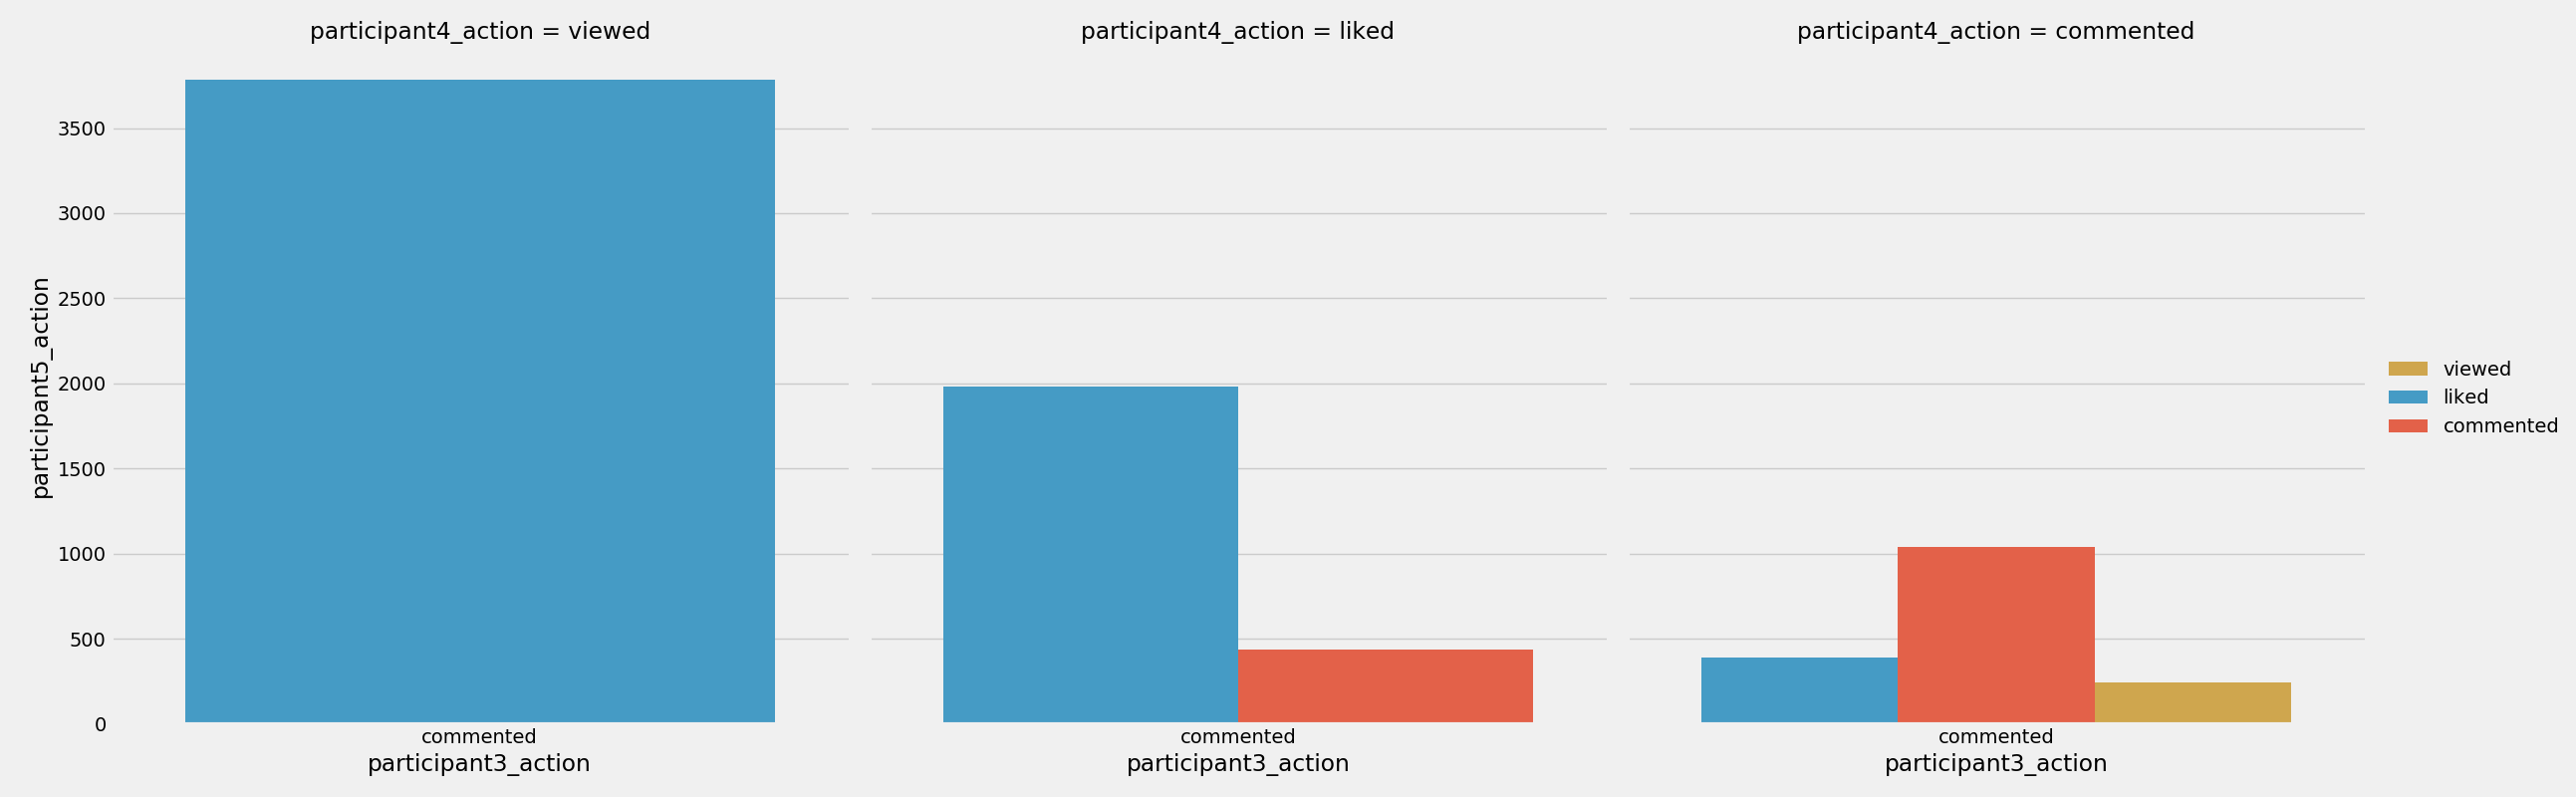 participant4_action = viewed
participant4_action = liked
participant4_action = commented
participant5_action
3500
3000
2500
2000
1500
1000
500
0
commented
commented
commented
participant3_action
participant3_action
participant3_action
viewed
liked
commented